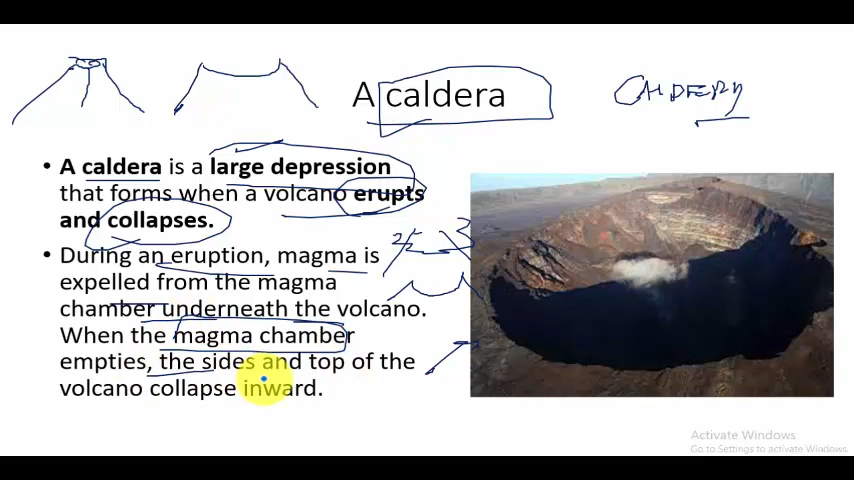 A caldera
• A caldera is a large depression
that forms when a volcano erupts
and collapses.
• During an eruption, magma is
expelled from the magma
chamber underneath the volcano.
When the magma chamber
empties, the sides and top of the
volcano collapse inward.
Activate Windows
Go to Settings to activate Windows.